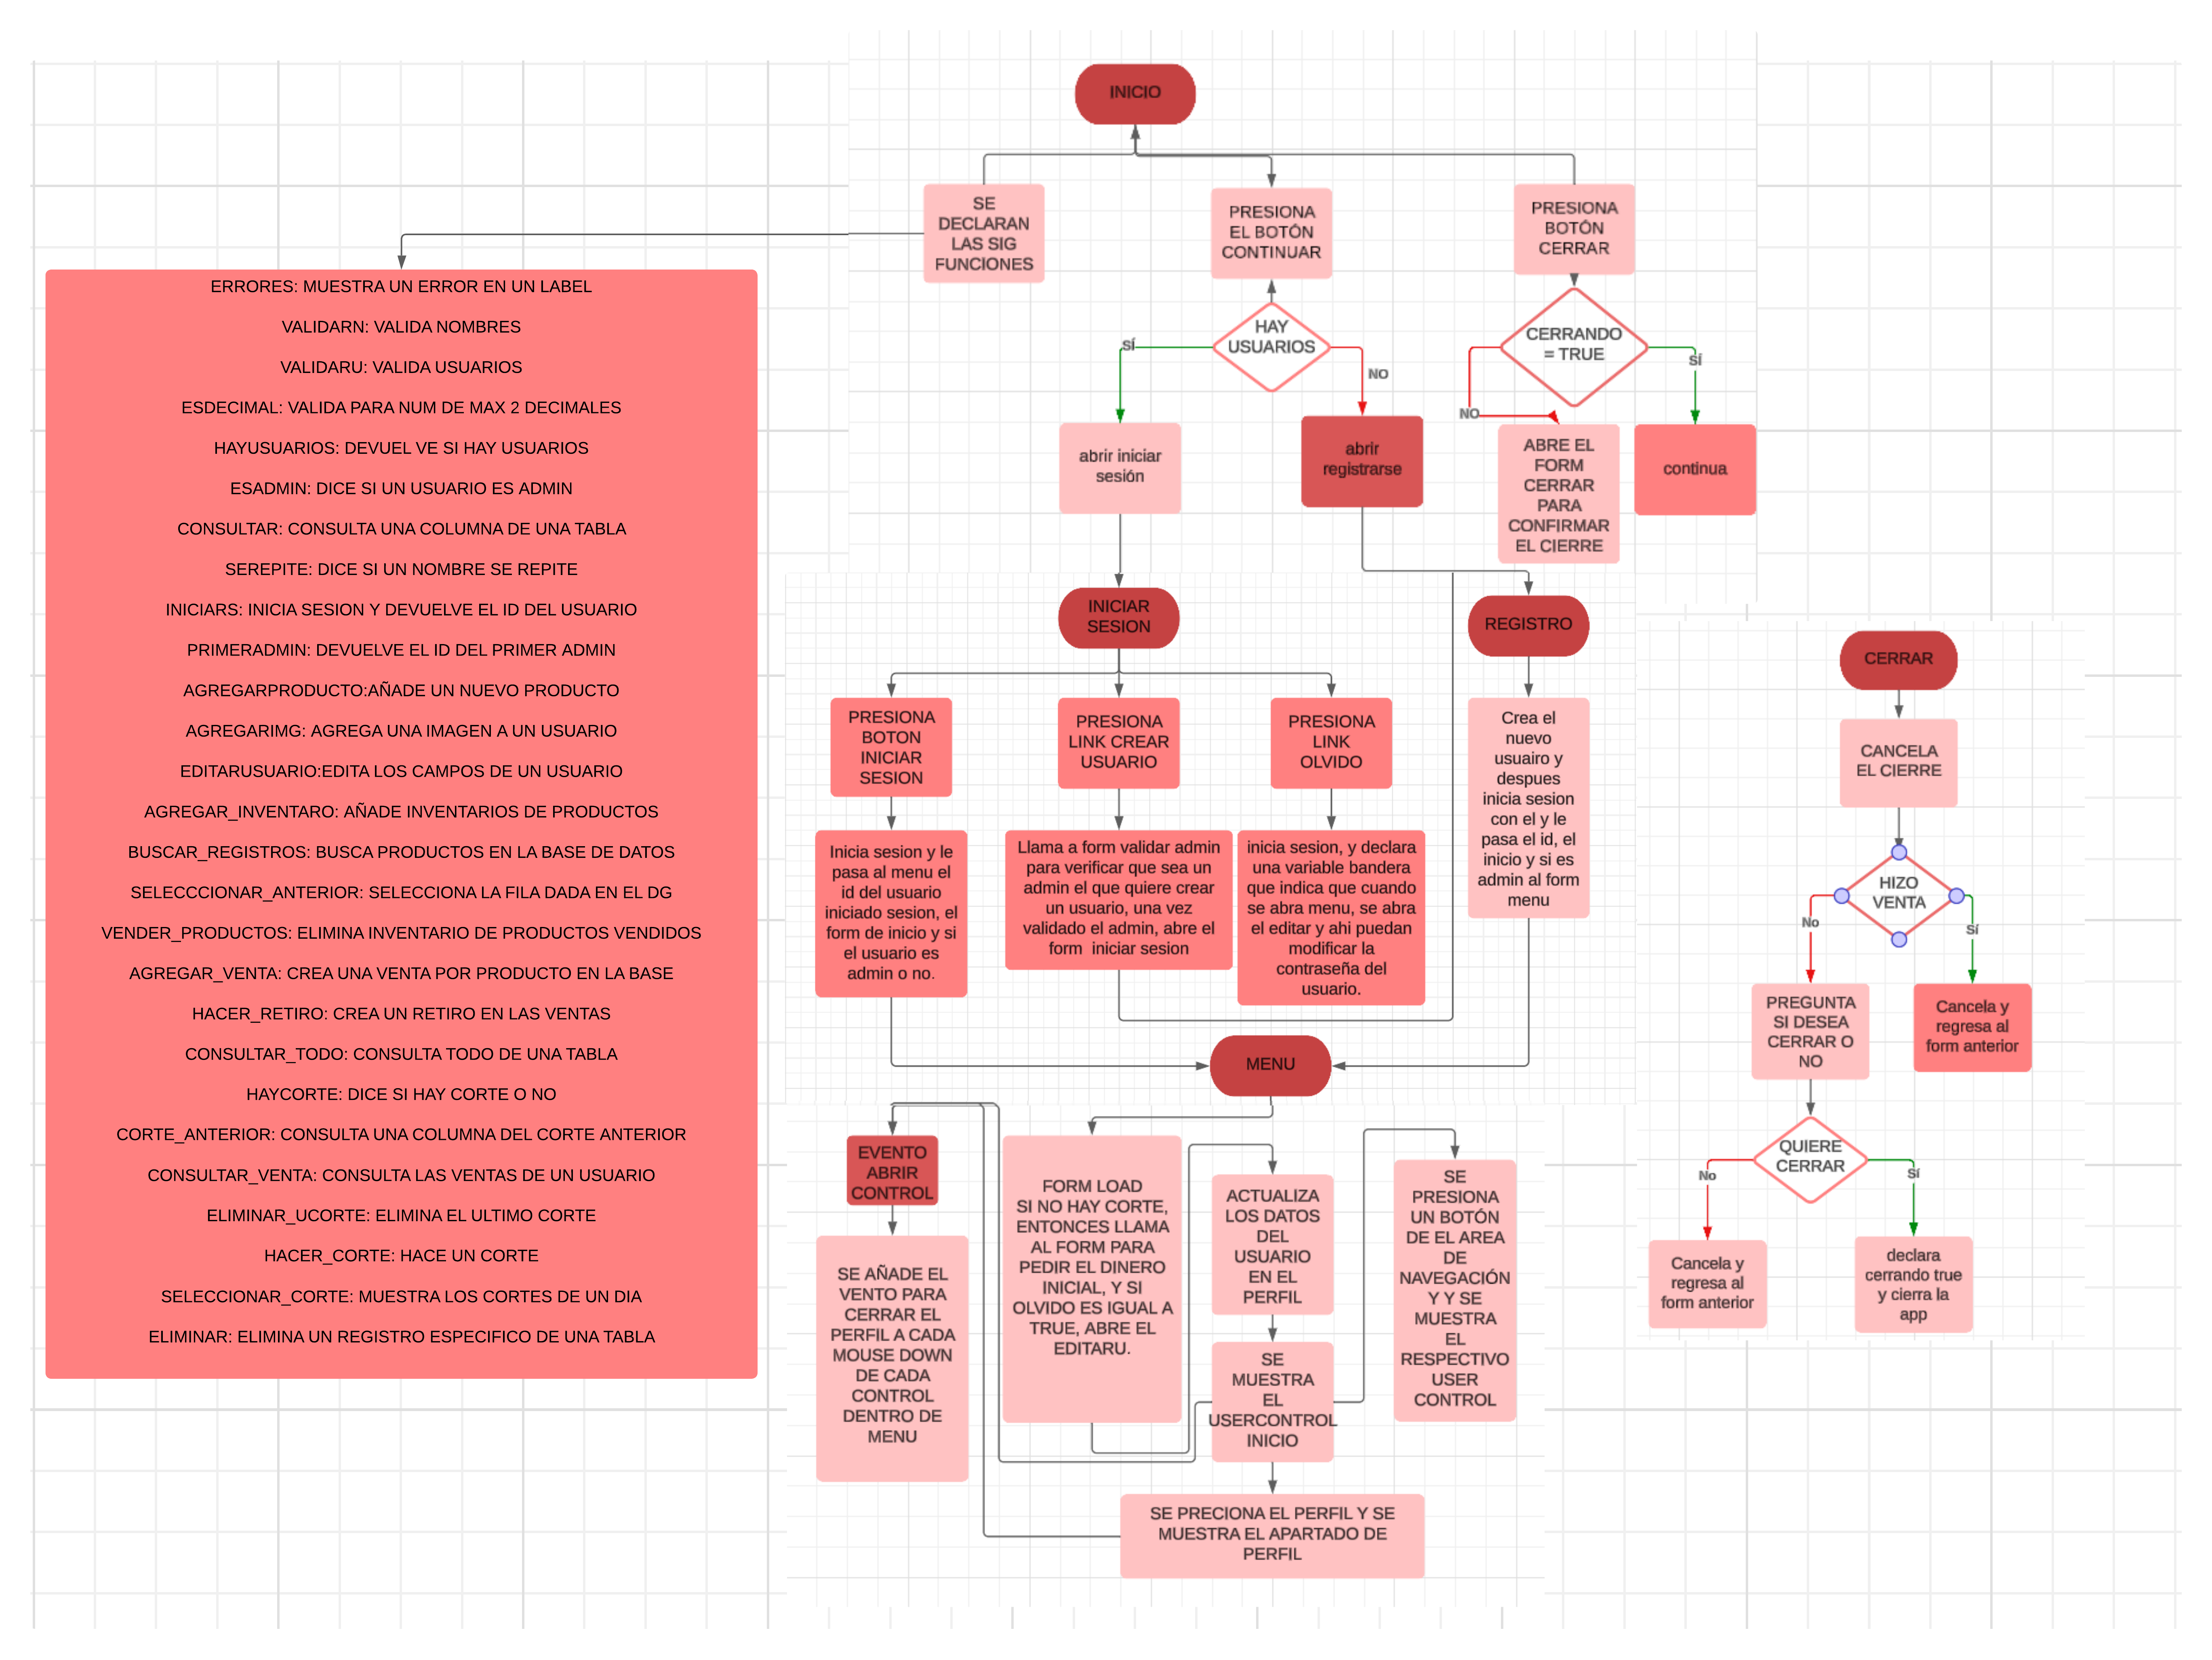 INICIO
SE
DECLARAN
LAS SIG
FUNCIONES
PRESIONA
EL BOTÓN
CONTINUAR
PRESIONA
BOTÓN
CERRAR
ERRORES: MUESTRA UN ERROR EN UN LABEL
VALIDARN: VALIDA NOMBRES
VALIDARU: VALIDA USUARIOS
ESDECIMAL: VALIDA PARA NUM DE MAX 2 DECIMALES
HAYUSUARIOS: DEVUEL VE SI HAY USUARIOS
ESADMIN: DICE SI UN USUARIO ES ADMIN
CONSULTAR: CONSULTA UNA COLUMNA DE UNA TABLA
SEREPITE: DICE SI UN NOMBRE SE REPITE
INICIARS: INICIA SESION Y DEVUELVE EL ID DEL USUARIO
PRIMERADMIN: DEVUELVE EL ID DEL PRIMER ADMIN
AGREGARPRODUCTO:AÑADE UN NUEVO PRODUCTO
AGREGARIMG: AGREGA UNA IMAGEN A UN USUARIO
EDITARUSUARIO:EDITA LOS CAMPOS DE UN USUARIO
AGREGAR_INVENTARO: AÑADE INVENTARIOS DE PRODUCTOS
BUSCAR_REGISTROS: BUSCA PRODUCTOS EN LA BASE DE DATOS
SELECCCIONAR_ANTERIOR: SELECCIONA LA FILA DADA EN EL DG
VENDER_PRODUCTOS: ELIMINA INVENTARIO DE PRODUCTOS VENDIDOS
AGREGAR_VENTA: CREA UNA VENTA POR PRODUCTO EN LA BASE
HACER_RETIRO: CREA UN RETIRO EN LAS VENTAS
CONSULTAR_TODO: CONSULTA TODO DE UNA TABLA
HAYCORTE: DICE SI HAY CORTE O NO
CORTE_ANTERIOR: CONSULTA UNA COLUMNA DEL CORTE ANTERIOR
CONSULTAR_VENTA: CONSULTA LAS VENTAS DE UN USUARIO
ELIMINAR_UCORTE: ELIMINA EL ULTIMO CORTE
HACER_CORTE: HACE UN CORTE
SELECCIONAR_CORTE: MUESTRA LOS CORTES DE UN DIA
ELIMINAR: ELIMINA UN REGISTRO ESPECIFICO DE UNA TABLA
HAY
USUARIOS
SÍ
NO
CERRANDO
= TRUE
NO
SÍ
abrir iniciar
sesión
abrir
registrarse
ABRE EL
FORM
CERRAR
PARA
CONFIRMAR
EL CIERRE
continua
INICIAR
SESION
REGISTRO
PRESIONA
BOTON
INICIAR
SESION
PRESIONA
LINK CREAR
USUARIO
PRESIONA
LINK
OLVIDO
Crea el
nuevo
usuairo y
despues
inicia sesion
con el y le
pasa el id, el
inicio y si es
admin al form
menu
Inicia sesion y le
pasa al menu el
id del usuario
iniciado sesion, el
form de inicio y si
el usuario es
admin o no.
Llama a form validar admin
para verificar que sea un
admin el que quiere crear
un usuario, una vez
validado el admin, abre el
form iniciar sesion
inicia sesion, y declara
una variable bandera
que indica que cuando
se abra menu, se abra
el editar y ahi puedan
modificar la
contraseña del
usuario.
MENU
EVENTO
ABRIR
CONTROL
SE AÑADE EL
VENTO PARA
CERRAR EL
PERFIL A CADA
MOUSE DOWN
DE CADA
CONTROL
DENTRO DE
MENU
FORM LOAD
SI NO HAY CORTE,
ENTONCES LLAMA
AL FORM PARA
PEDIR EL DINERO
INICIAL, Y SI
OLVIDO ES IGUAL A
TRUE, ABRE EL
EDITARU.
ACTUALIZA
LOS DATOS
DEL
USUARIO
EN EL
PERFIL
SE
MUESTRA
EL
USERCONTROL
INICIO
SE
PRESIONA
UN BOTÓN
DE EL AREA
DE
NAVEGACIÓN
Y Y SE
MUESTRA
EL
RESPECTIVO
USER
CONTROL
SE PRECIONA EL PERFIL Y SE
MUESTRA EL APARTADO DE
PERFIL
CERRAR
CANCELA
EL CIERRE
HIZO
VENTA
No
Sí
PREGUNTA
SI DESEA
CERRAR O
NO
Cancela y
regresa al
form anterior
QUIERE
CERRAR
No
Sí
Cancela y
regresa al
form anterior
declara
cerrando true
y cierra la
app